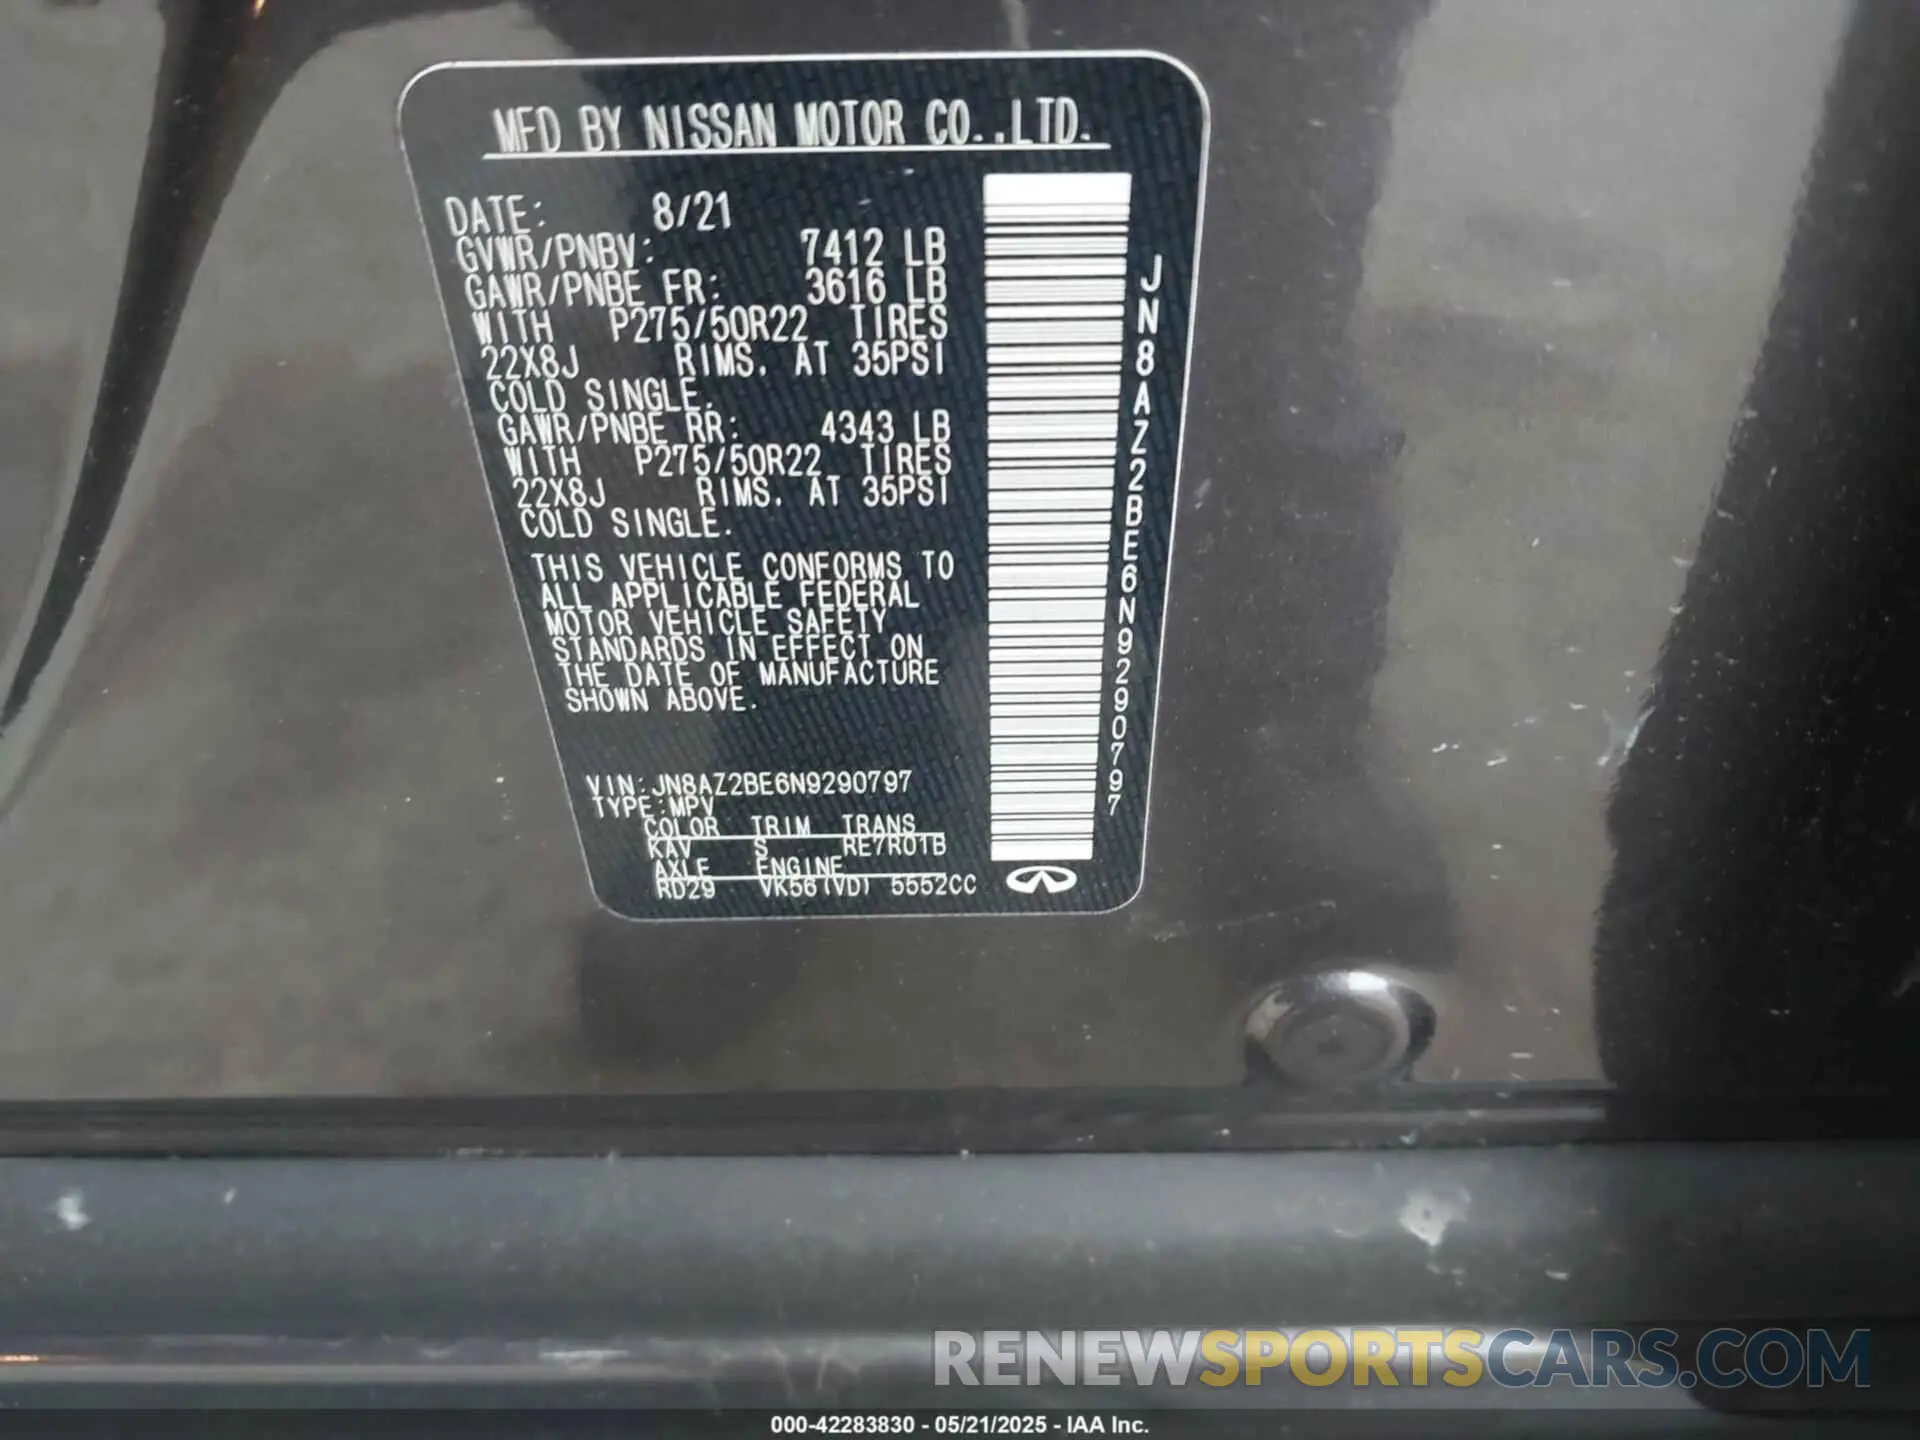 MFD BY NISSAN MOTOR CO.,LTD.
DATE: 8/21
GVWR/PNBV: 7412 LB
GAWR/PNBE FR: 3616 LB
WITH P275/50R22 TIRES
22X8J RIMS. AT 35PSI
COLD SINGLE.
GAWR/PNBE RR: 4343 LB
WITH P275/50R22 TIRES
22X8J RIMS. AT 35PSI
COLD SINGLE.
THIS VEHICLE CONFORMS TO
ALL APPLICABLE FEDERAL
MOTOR VEHICLE SAFETY
STANDARDS IN EFFECT ON
THE DATE OF MANUFACTURE
SHOWN ABOVE.
VIN:JN8AZ2BE6N9290797
TYPE:MPV
COLOR TRIM TRANS
KAV S RE7R01B
AXLE ENGINE
RD29 VK56(VD) 5552CC
JN8AZ2BE6N9290797
RENEWSPORTSCARS.COM
000-42283830 - 05/21/2025 - IAA Inc.